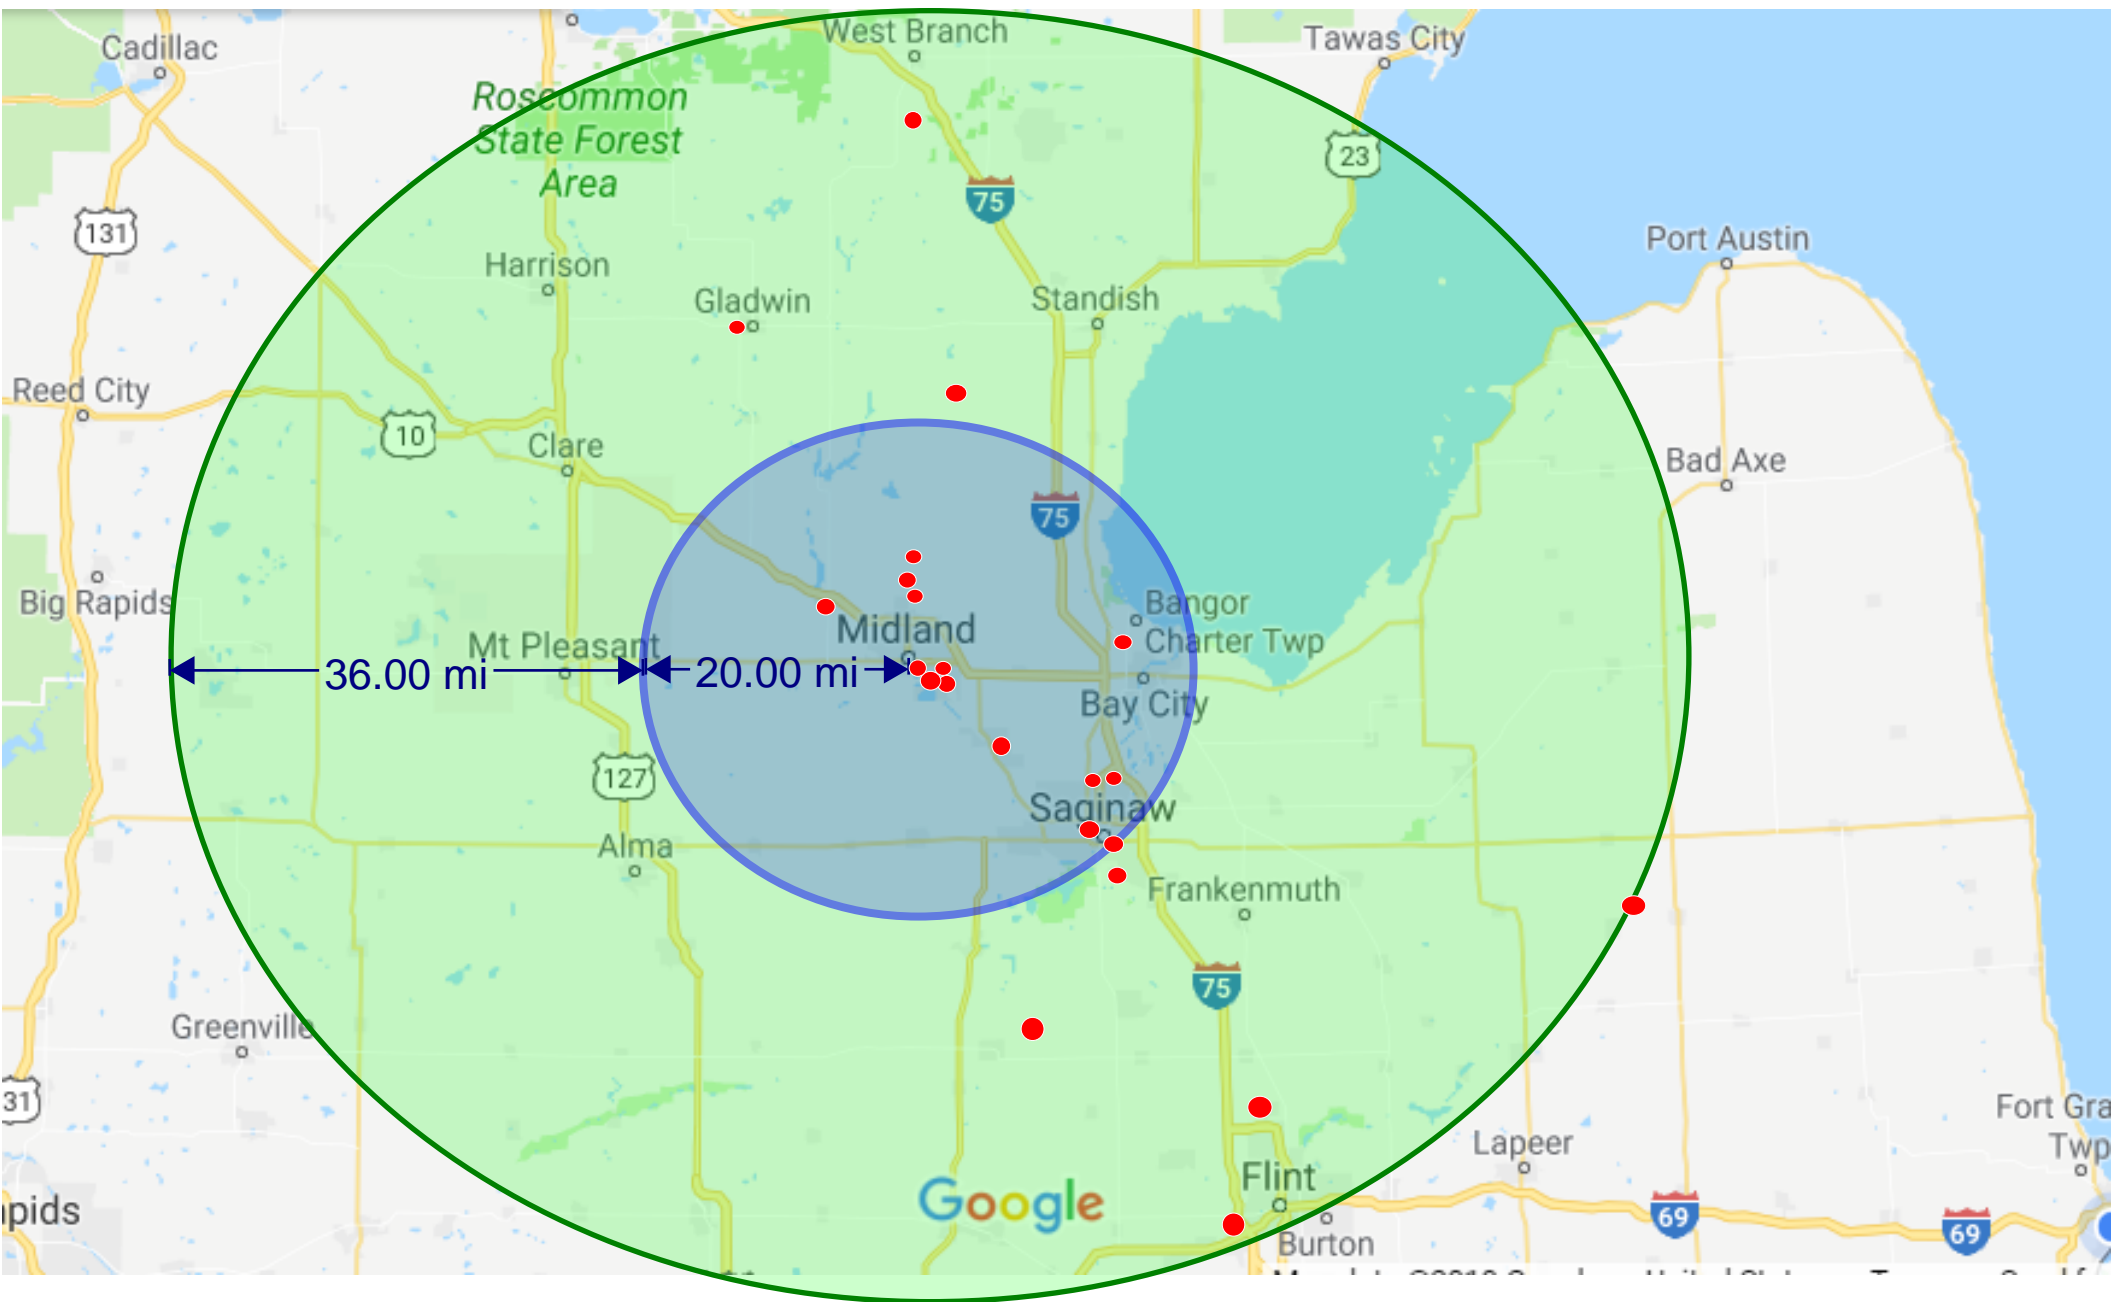 West Branch
Tawas City
Cadillac
Roscommon
State Forest
Area
23
75
131
Port Austin
Harrison
Gladwin
Standish
Reed City
10
Clare
Bad Axe
75
Big Rapids
Bangor
Charter Twp
Midland
Mt Pleasant
36.00 mi
20.00 mi
Bay City
127
Saginaw
Alma
Frankenmuth
75
Greenville
31
Fort Gra
Twp
Lapeer
Flint
Google
pids
69
69
Burton